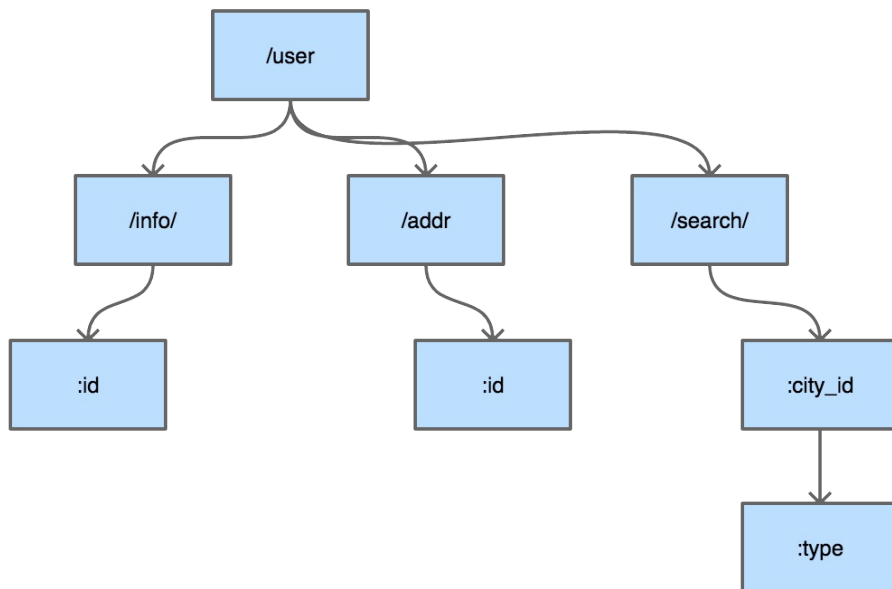 /user
/info/
/addr
/search/
:id
:id
:city_id
:type